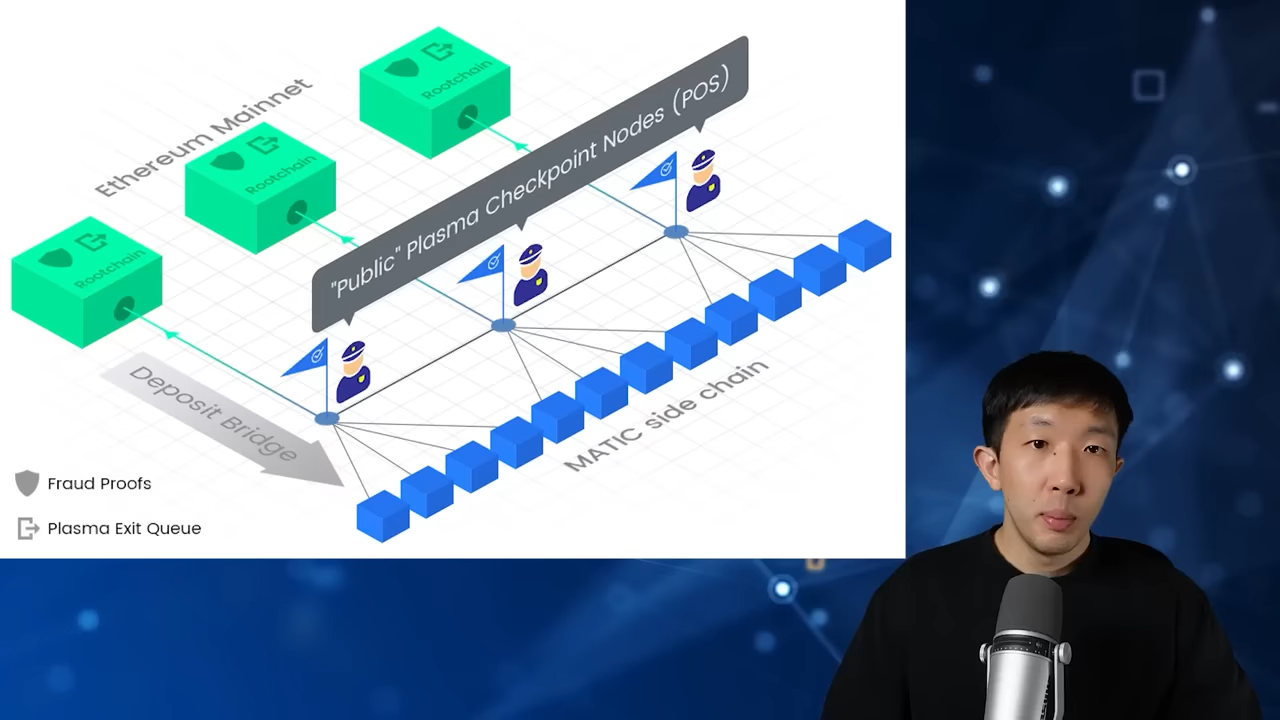 Ethereum Mainnet
Rootchain
Rootchain
Rootchain
"Public" Plasma Checkpoint Nodes (POS)
Deposit Bridge
MATIC side chain
Fraud Proofs
Plasma Exit Queue